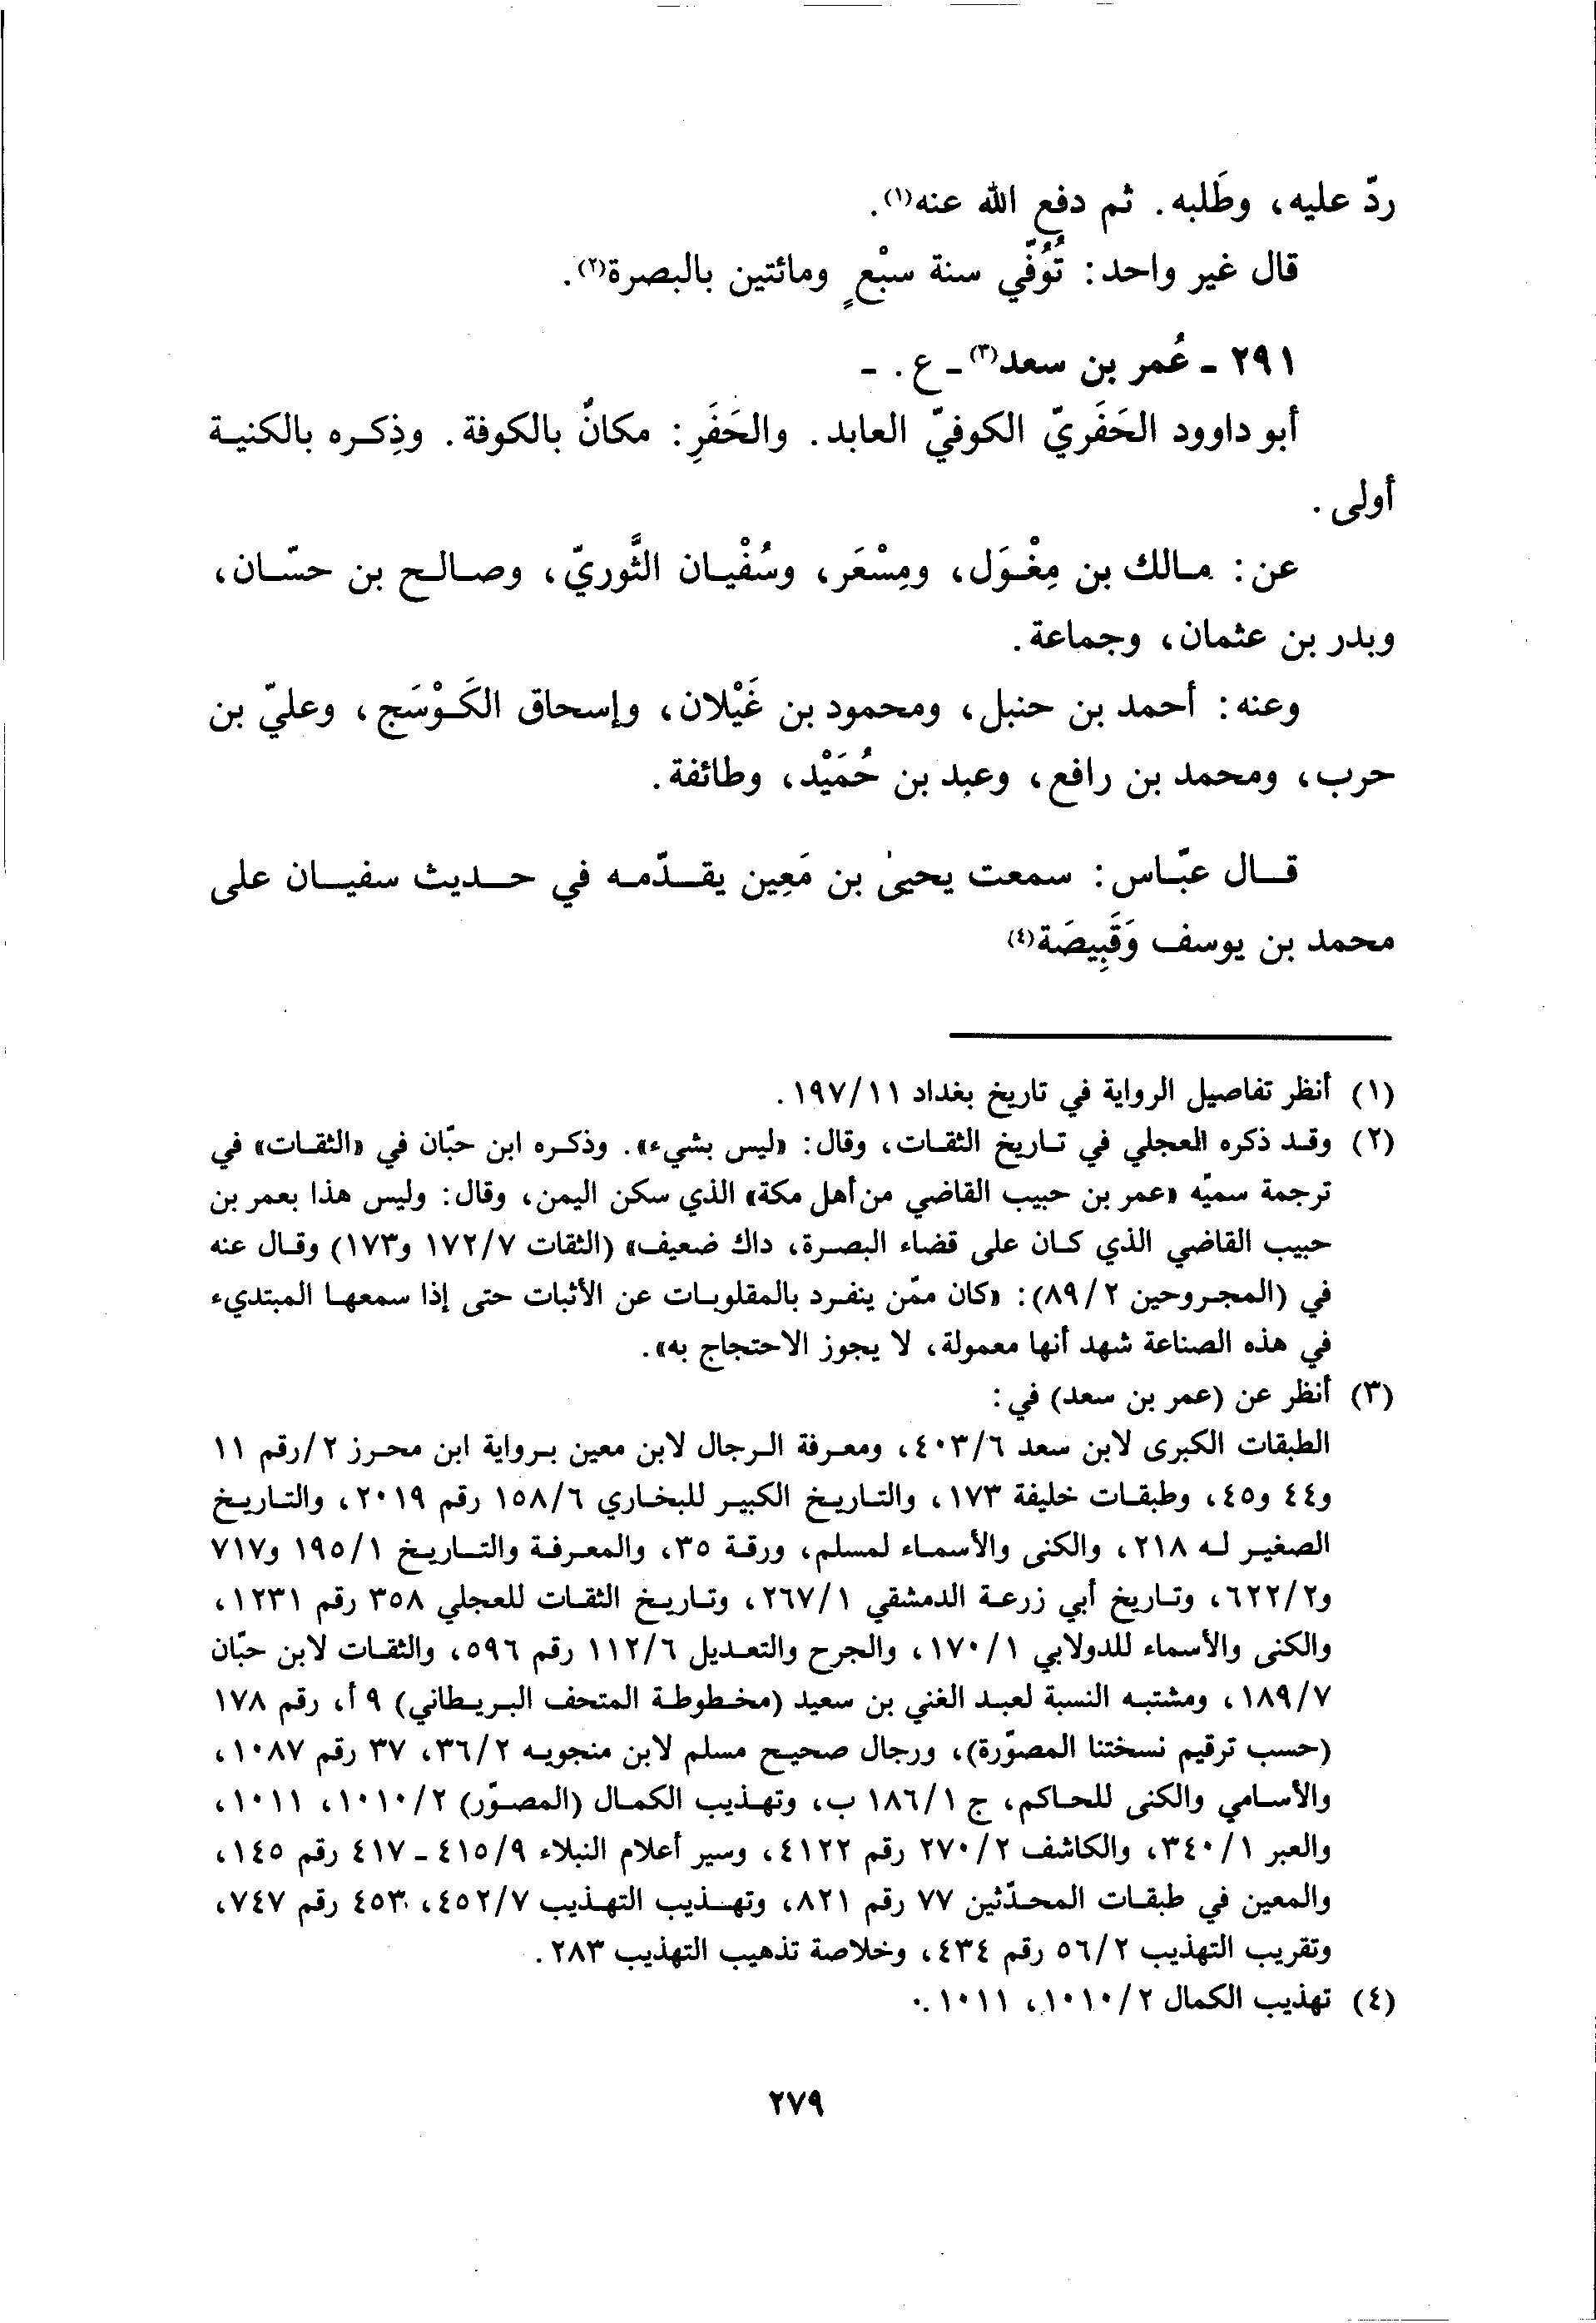 ردّ عليه، وطَلبه. ثم دفع الله عنه(١).
قال غير واحد: تُوُفّي سنة سبْعٍ ومائتين بالبصرة(٢).
٢٩١ - عُمر بن سعد(٣) - ع. -
أبو داوود الحَفَريّ الكوفيّ العابد. والحَفَرِ: مكانٌ بالكوفة. وذِكره بالكنية
أولى.
عن: مالك بن مِغْوَل، ومِسْعَر، وسُفْيان الثَّوريّ، وصالح بن حسّان،
وبدر بن عثمان، وجماعة.
وعنه: أحمد بن حنبل، ومحمود بن غَيْلان، وإسحاق الكَوْسَج، وعليّ بن
حرب، ومحمد بن رافع، وعبد بن حُمَيْد، وطائفة.
قال عبّاس: سمعت يحيىٰ بن مَعِين يقدّمه في حديث سفيان على
محمد بن يوسف وَقَبِيصَة(٤)
(١) أنظر تفاصيل الرواية في تاريخ بغداد ١٩٧/١١.
(٢) وقد ذكره العجلي في تاريخ الثقات، وقال: «ليس بشيء». وذكره ابن حبّان في «الثقات» في
ترجمة سميّه «عمر بن حبيب القاضي من أهل مكة» الذي سكن اليمن، وقال: وليس هذا بعمر بن
حبيب القاضي الذي كان على قضاء البصرة، داك ضعيف» (الثقات ١٧٢/٧ و١٧٣) وقال عنه
في (المجروحين ٨٩/٢): «كان ممّن ينفرد بالمقلوبات عن الأثبات حتى إذا سمعها المبتديء
في هذه الصناعة شهد أنها معمولة، لا يجوز الاحتجاج به».
(٣) أنظر عن (عمر بن سعد) في:
الطبقات الكبرى لابن سعد ٤٠٣/٦، ومعرفة الرجال لابن معين برواية ابن محرز ٢/رقم ١١
و٤٤ و٤٥، وطبقات خليفة ١٧٣، والتاريخ الكبير للبخاري ١٥٨/٦ رقم ٢٠١٩، والتاريخ
الصغير له ٢١٨، والكنى والأسماء لمسلم، ورقة ٣٥، والمعرفة والتاريخ ١٩٥/١ و٧١٧
و٦٢٢/٢، وتاريخ أبي زرعة الدمشقي ٢٦٧/١، وتاريخ الثقات للعجلي ٣٥٨ رقم ١٢٣١،
والكنى والأسماء للدولابي ١٧٠/١، والجرح والتعديل ١١٢/٦ رقم ٥٩٦، والثقات لابن حبّان
١٨٩/٧، ومشتبه النسبة لعبد الغني بن سعيد (مخطوطة المتحف البريطاني) ٩ أ، رقم ١٧٨
(حسب ترقيم نسختنا المصوّرة)، ورجال صحيح مسلم لابن منجويه ٣٦/٢، ٣٧ رقم ١٠٨٧،
والأسامي والكنى للحاكم، ج ١٨٦/١ ب، وتهذيب الكمال (المصوّر) ١٠١٠/٢، ١٠١١،
والعبر ٣٤٠/١، والكاشف ٢٧٠/٢ رقم ٤١٢٢، وسير أعلام النبلاء ٤١٥/٩ - ٤١٧ رقم ١٤٥،
والمعين في طبقات المحدّثين ٧٧ رقم ٨٢١، وتهذيب التهذيب ٤٥٢/٧، ٤٥٣ رقم ٧٤٧،
وتقريب التهذيب ٥٦/٢ رقم ٤٣٤، وخلاصة تذهيب التهذيب ٢٨٣.
(٤) تهذيب الكمال ١٠١٠/٢، ١٠١١.
٢٧٩